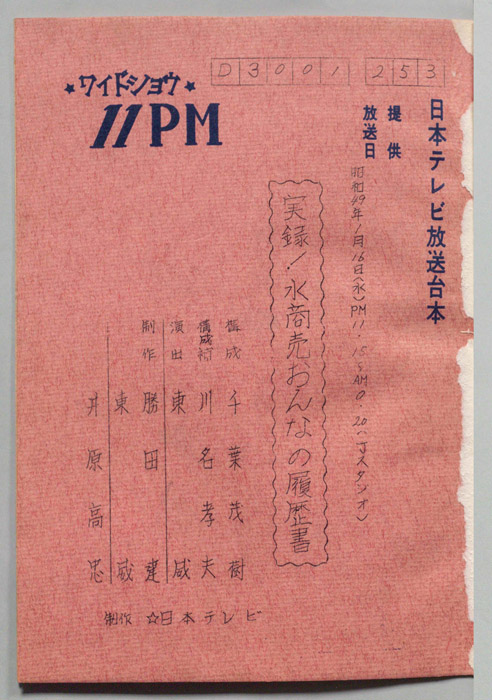 D3001 253
★ワイドショウ★
11PM
日本テレビ放送台本
提供
放送日
昭和49年1月16日(水)PM11.15〜AM0.20.(Jスタジオ)
実録!水商売おんなの履歴書
構成 千葉茂樹
構成 川名孝夫
演出 東威
制作 勝田建
東威
井原高忠
制作 ☆日本テレビ